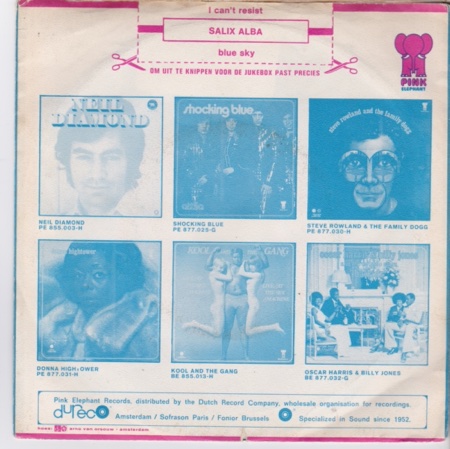 I can't resist
SALIX ALBA
blue sky
OM UIT TE KNIPPEN VOOR DE JUKEBOX PAST PRECIES
PINK
ELEPHANT
NEIL
DIAMOND
shocking blue
steve rowland and the family dogg
NEIL DIAMOND
PE 855.003-H
SHOCKING BLUE
PE 877.025-G
STEVE ROWLAND & THE FAMILY DOGG
PE 877.030-H
hightower
KOOL
GANG
DONNA HIGHTOWER
PE 877.031-H
KOOL AND THE GANG
BE 855.013-H
OSCAR HARRIS & BILLY JONES
BE 877.032-G
Pink Elephant Records, distributed by the Dutch Record Company, wholesale organisation for recordings.
dureco
Amsterdam / Sofrason Paris / Fonior Brussels
Specialized in Sound since 1952.